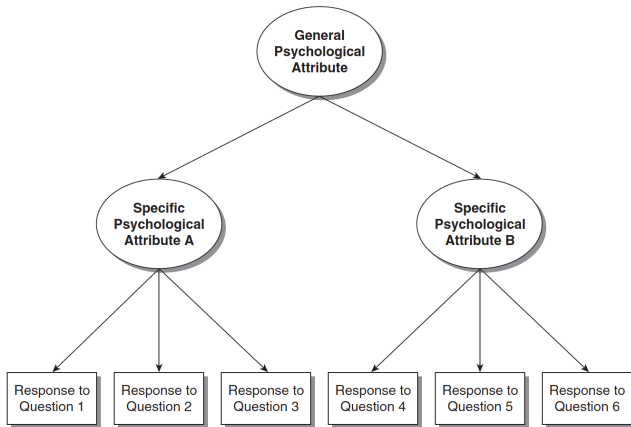 General
Psychological
Attribute
Specific
Psychological
Attribute A
Specific
Psychological
Attribute B
Response to
Question 1
Response to
Question 2
Response to
Question 3
Response to
Question 4
Response to
Question 5
Response to
Question 6